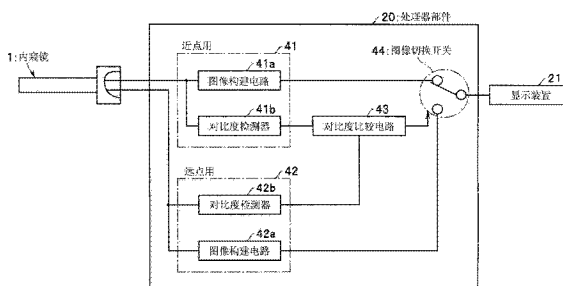 20:处理器部件
1:内窥镜
近点用
41
44:图像切换开关
41a
图像构建电路
21
显示装置
41b
43
对比度检测器
对比度比较电路
远点用
42
42b
对比度检测器
42a
图像构建电路